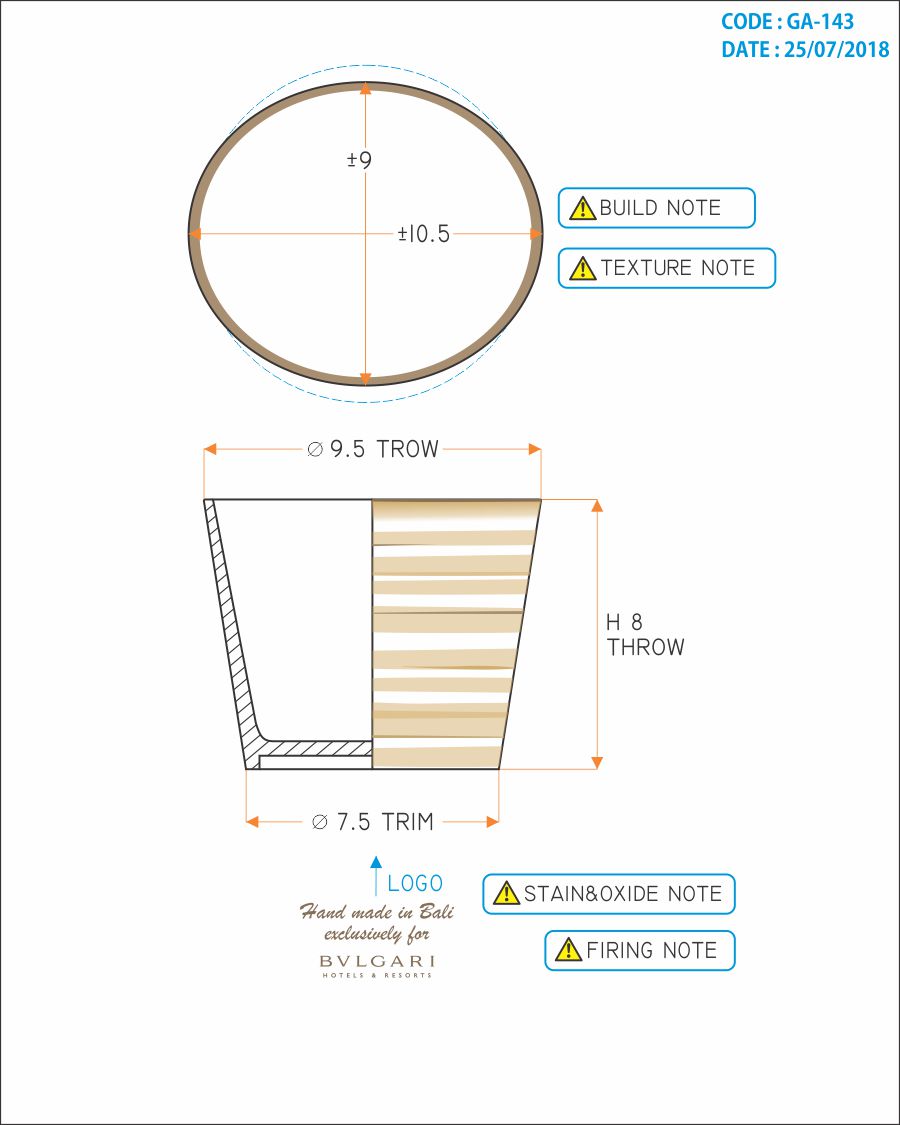 CODE : GA-143
DATE : 25/07/2018
±9
±10.5
BUILD NOTE
TEXTURE NOTE
⌀ 9.5 TROW
H 8
THROW
⌀ 7.5 TRIM
LOGO
Hand made in Bali
exclusively for
BVLGARI
HOTELS & RESORTS
STAIN&OXIDE NOTE
FIRING NOTE